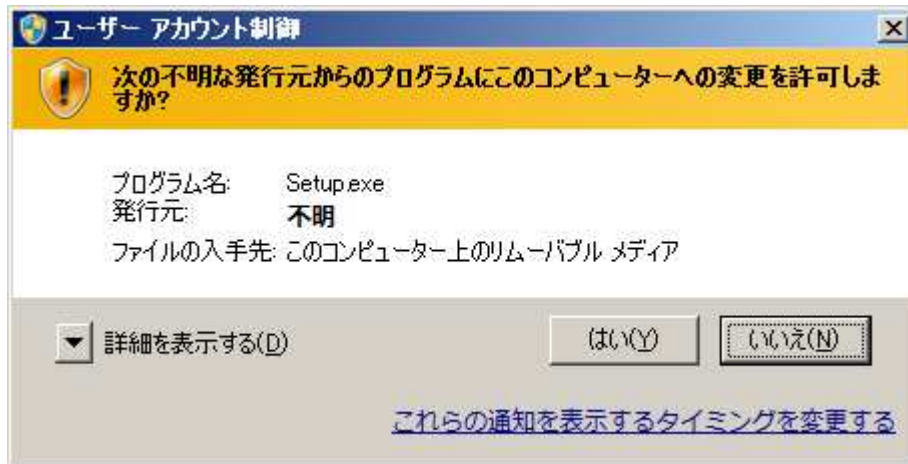 ユーザー アカウント制御
次の不明な発行元からのプログラムにこのコンピューターへの変更を許可しま
すか?
プログラム名: Setup.exe
発行元: 不明
ファイルの入手先: このコンピューター上のリムーバブル メディア
詳細を表示する(D) はい(Y) いいえ(N)
これらの通知を表示するタイミングを変更する